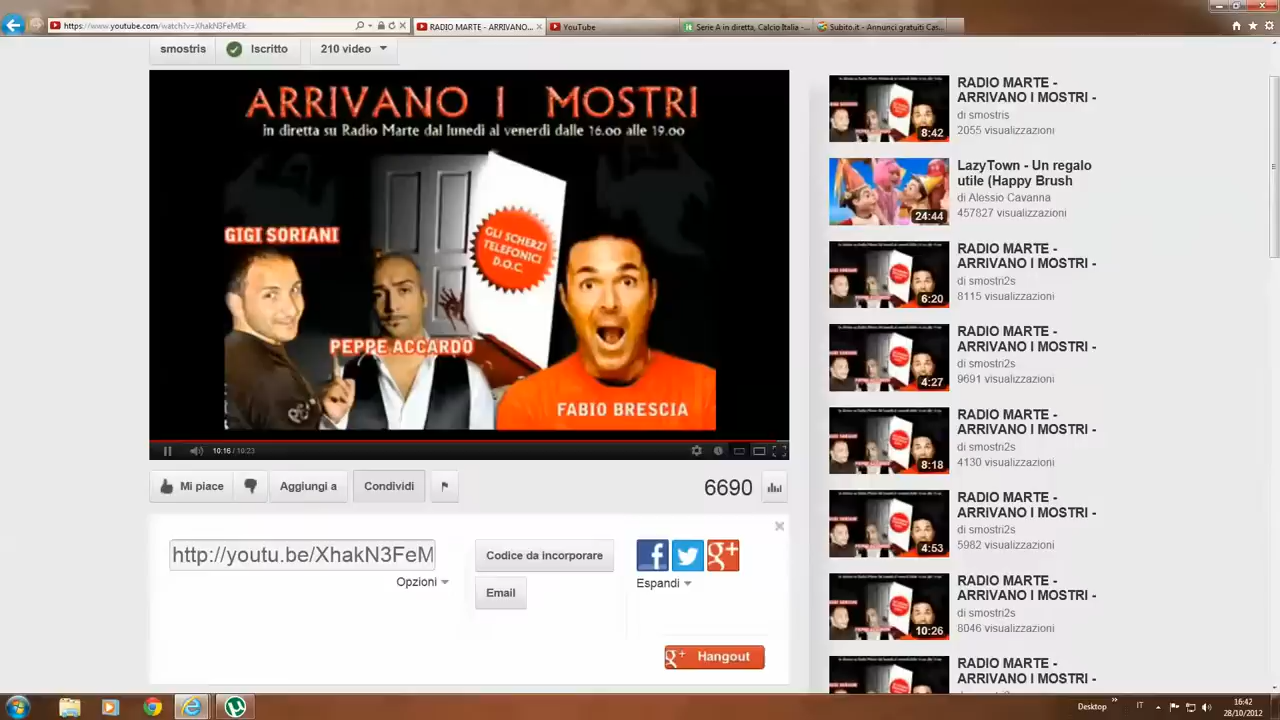 https://www.youtube.com/watch?v=XhakN3FeMEk
RADIO MARTE - ARRIVANO...
YouTube
Serie A in diretta, Calcio Italia -...
Subito.it - Annunci gratuiti Cas...
smostris
Iscritto
210 video
ARRIVANO I MOSTRI
in diretta su Radio Marte dal lunedì al venerdì dalle 16.00 alle 19.00
GLI SCHERZI
TELEFONICI
D.O.C.
GIGI SORIANI
PEPPE ACCARDO
FABIO BRESCIA
10:16 / 10:23
Mi piace
Aggiungi a
Condividi
6690
http://youtu.be/XhakN3FeM
Opzioni
Codice da incorporare
Email
Espandi
Hangout
RADIO MARTE -
ARRIVANO I MOSTRI -
di smostris
2055 visualizzazioni
8:42
LazyTown - Un regalo
utile (Happy Brush
di Alessio Cavanna
457827 visualizzazioni
24:44
RADIO MARTE -
ARRIVANO I MOSTRI -
di smostri2s
8115 visualizzazioni
6:20
RADIO MARTE -
ARRIVANO I MOSTRI -
di smostri2s
9691 visualizzazioni
4:27
RADIO MARTE -
ARRIVANO I MOSTRI -
di smostri2s
4130 visualizzazioni
8:18
RADIO MARTE -
ARRIVANO I MOSTRI -
di smostri2s
5982 visualizzazioni
4:53
RADIO MARTE -
ARRIVANO I MOSTRI -
di smostri2s
8046 visualizzazioni
10:26
RADIO MARTE -
ARRIVANO I MOSTRI -
Desktop
IT
16:42
28/10/2012